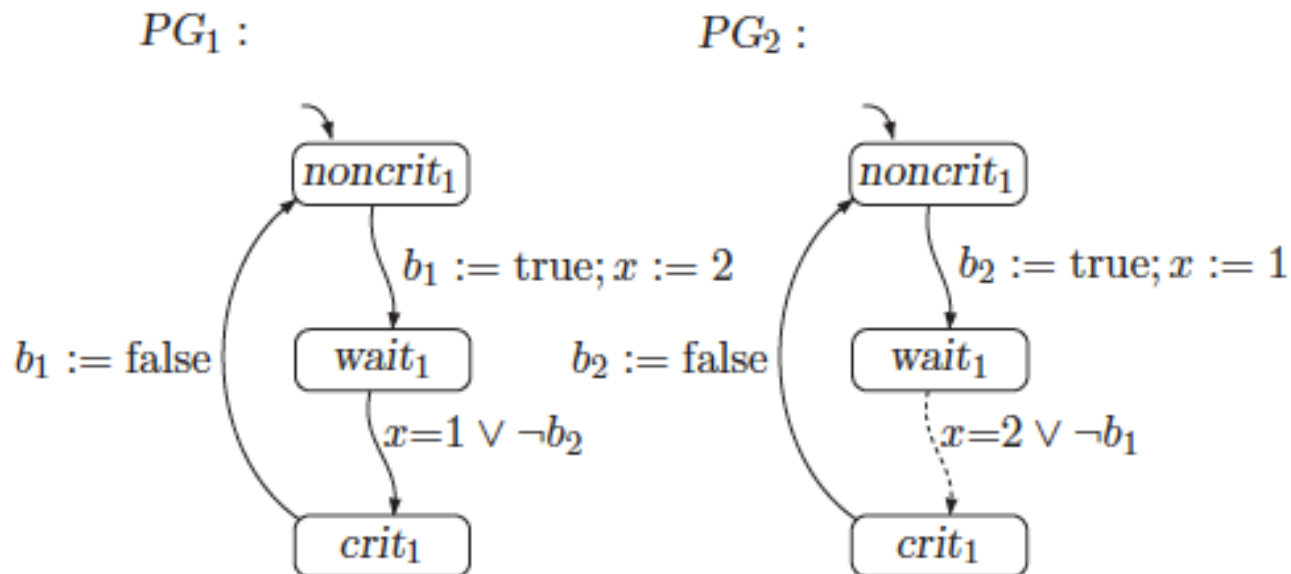 PG₁ : PG₂ :
noncrit₁ noncrit₁
b₁ := true; x := 2 b₂ := true; x := 1
b₁ := false wait₁ b₂ := false wait₁
x=1 ∨ ¬b₂ x=2 ∨ ¬b₁
crit₁ crit₁